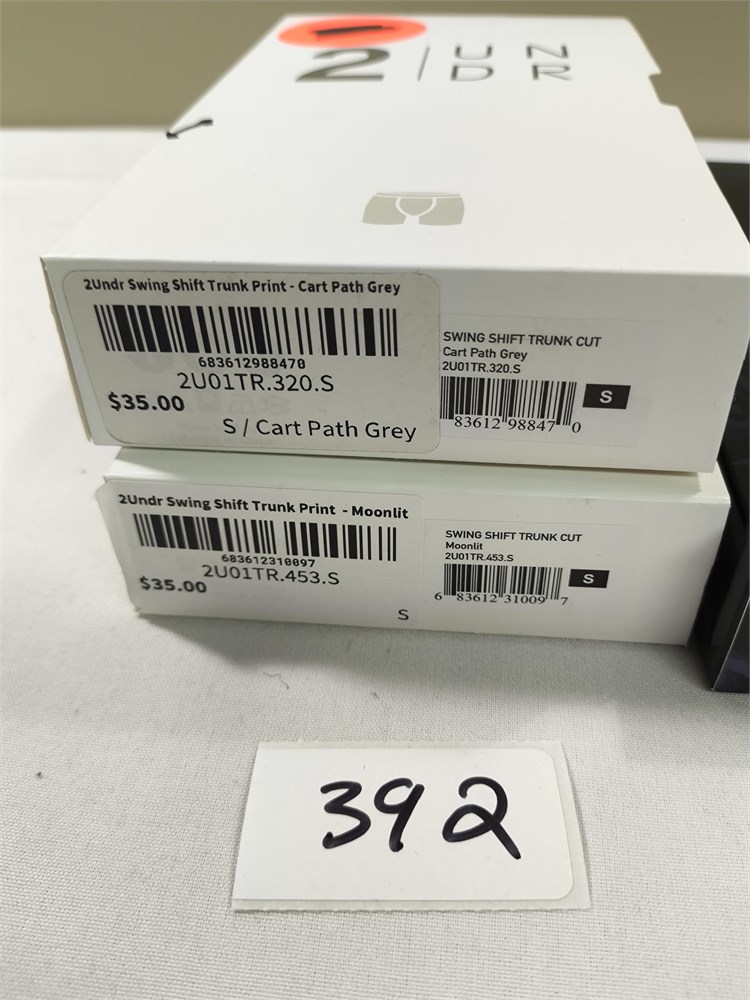 2 UN
DR
2Undr Swing Shift Trunk Print - Cart Path Grey
683612988470
2U01TR.320.S
$35.00
S / Cart Path Grey
SWING SHIFT TRUNK CUT
Cart Path Grey
2U01TR.320.S
S
83612 98847 0
2Undr Swing Shift Trunk Print - Moonlit
683612310097
2U01TR.453.S
$35.00
S
SWING SHIFT TRUNK CUT
Moonlit
2U01TR.453.S
S
6 83612 31009 7
392